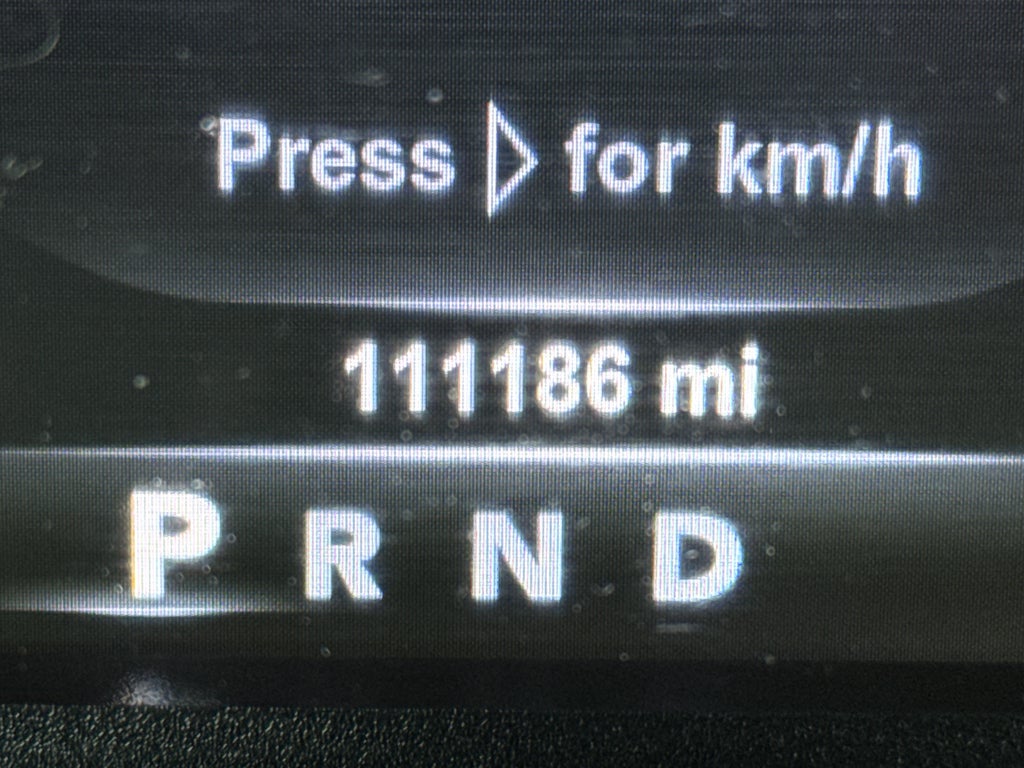 Press ▷ for km/h
111186 mi
P R N D